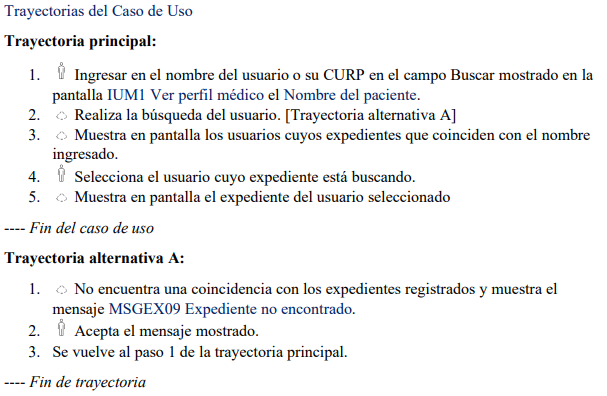 Trayectorias del Caso de Uso
Trayectoria principal:
1. Ingresar en el nombre del usuario o su CURP en el campo Buscar mostrado en la
pantalla IUM1 Ver perfil médico el Nombre del paciente.
2. Realiza la búsqueda del usuario. [Trayectoria alternativa A]
3. Muestra en pantalla los usuarios cuyos expedientes que coinciden con el nombre
ingresado.
4. Selecciona el usuario cuyo expediente está buscando.
5. Muestra en pantalla el expediente del usuario seleccionado
---- Fin del caso de uso
Trayectoria alternativa A:
1. No encuentra una coincidencia con los expedientes registrados y muestra el
mensaje MSGEX09 Expediente no encontrado.
2. Acepta el mensaje mostrado.
3. Se vuelve al paso 1 de la trayectoria principal.
---- Fin de trayectoria